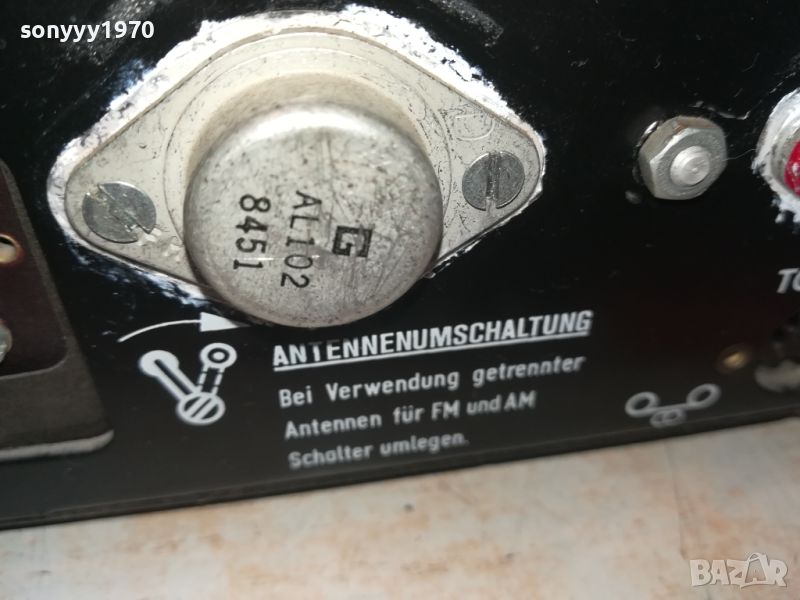 sonyyy1970
AL102
8451
ANTENNENUMSCHALTUNG
Bei Verwendung getrennter
Antennen für FM und AM
Schalter umlegen.
BAZAR